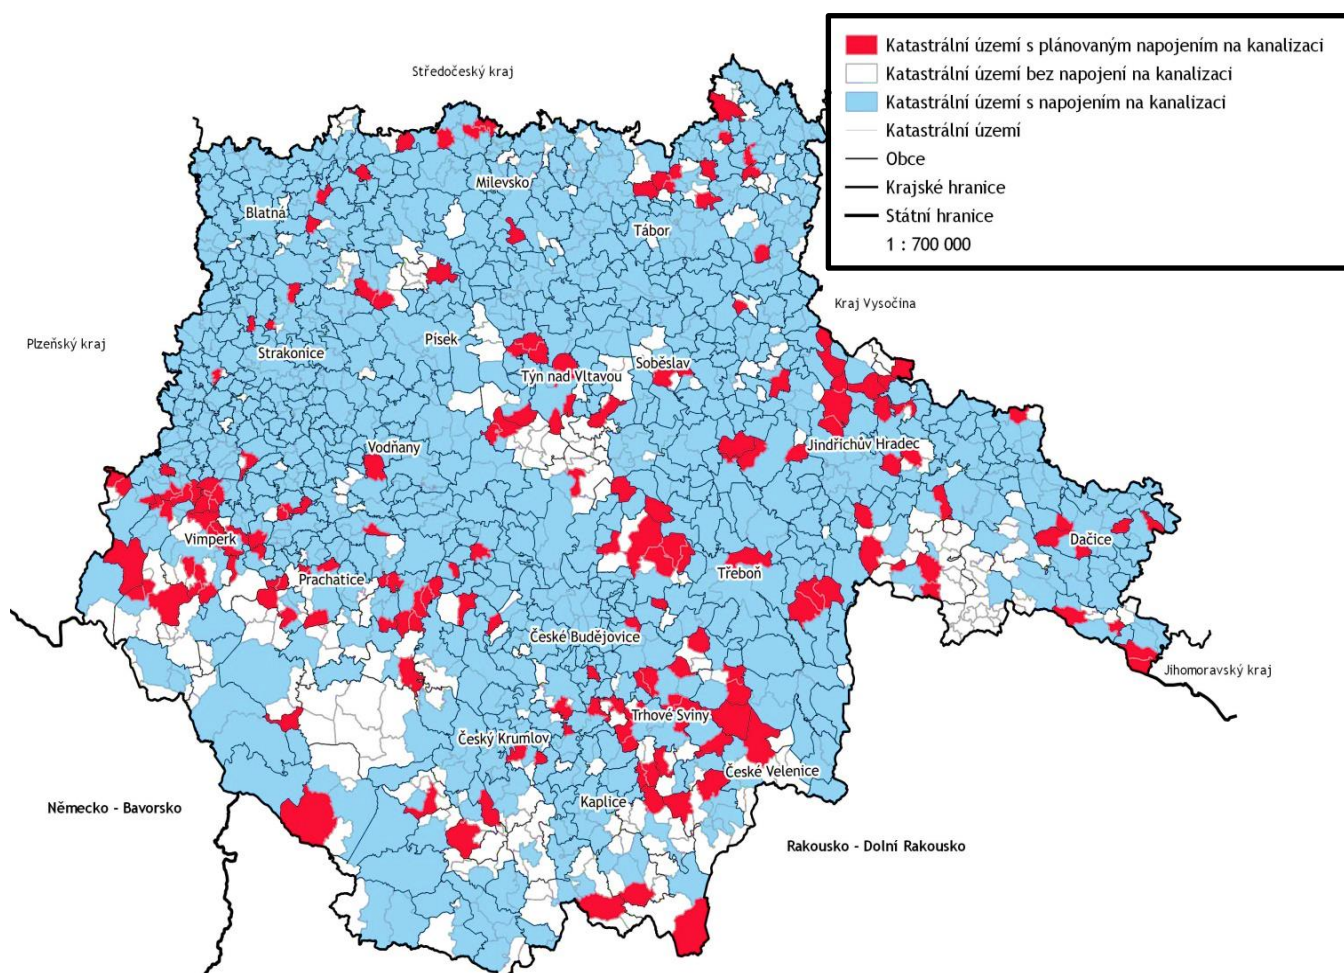 Katastrální území s plánovaným napojením na kanalizaci
Středočeský kraj
Katastrální území bez napojení na kanalizaci
Katastrální území s napojením na kanalizaci
Katastrální území
Obce
Krajské hranice
Státní hranice
1 : 700 000
Milevsko
Blatná
Tábor
Kraj Vysočina
Plzeňský kraj
Písek
Strakonice
Soběslav
Týn nad Vltavou
Jindřichův Hradec
Vodňany
Vimperk
Dačice
Třeboň
Prachatice
České Budějovice
Jihomoravský kraj
Trhové Sviny
Český Krumlov
České Velenice
Kaplice
Německo - Bavorsko
Rakousko - Dolní Rakousko